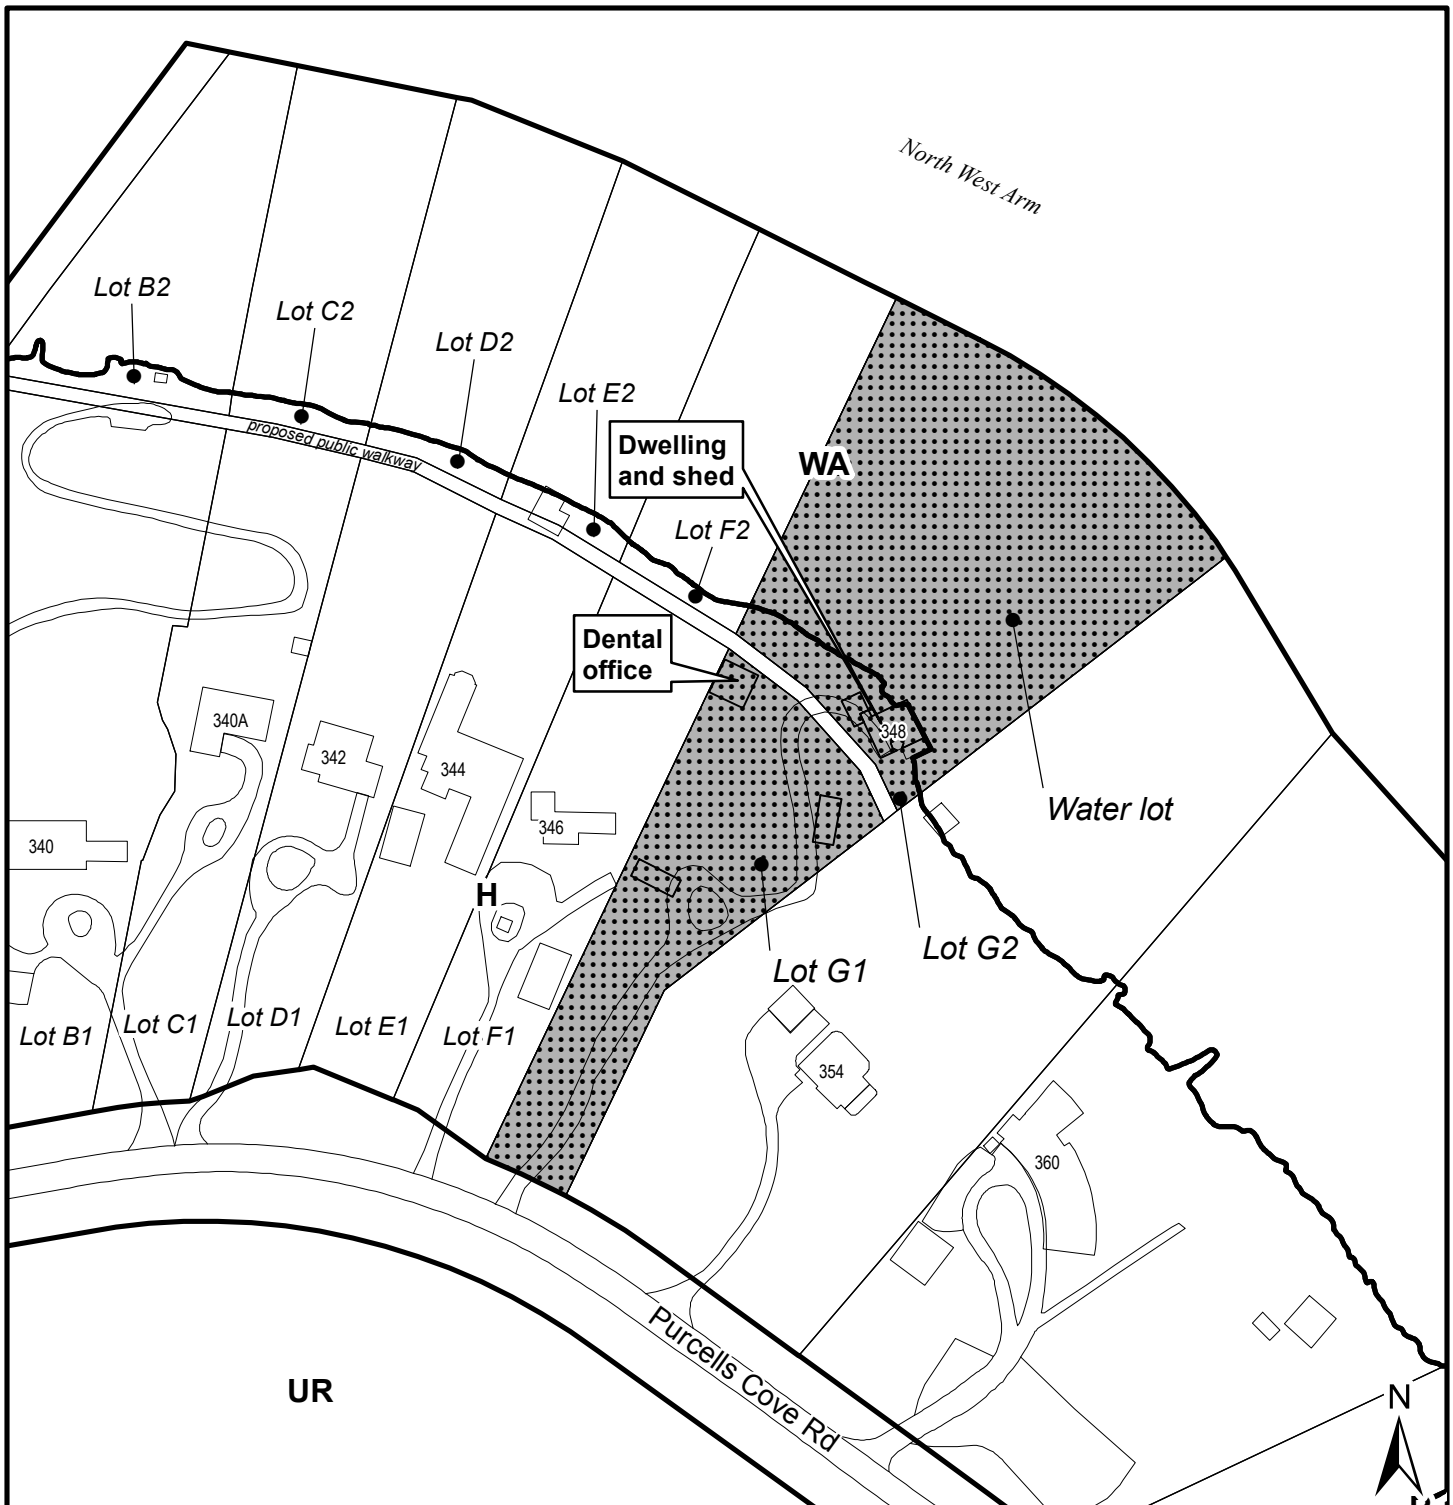 North West Arm
Lot B2
Lot C2
Lot D2
Lot E2
Dwelling
and shed
WA
proposed public walkway
Lot F2
Dental
office
340A
342
344
348
346
340
Water lot
H
Lot G2
Lot G1
Lot B1
Lot C1
Lot D1
Lot E1
Lot F1
354
360
Purcells Cove Rd
UR
N